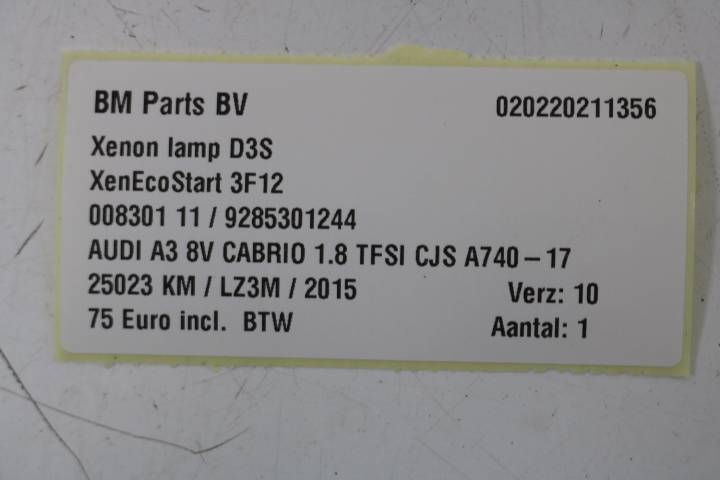 BM Parts BV 020220211356
Xenon lamp D3S
XenEcoStart 3F12
008301 11 / 9285301244
AUDI A3 8V CABRIO 1.8 TFSI CJS A740-17
25023 KM / LZ3M / 2015 Verz: 10
75 Euro incl. BTW Aantal: 1